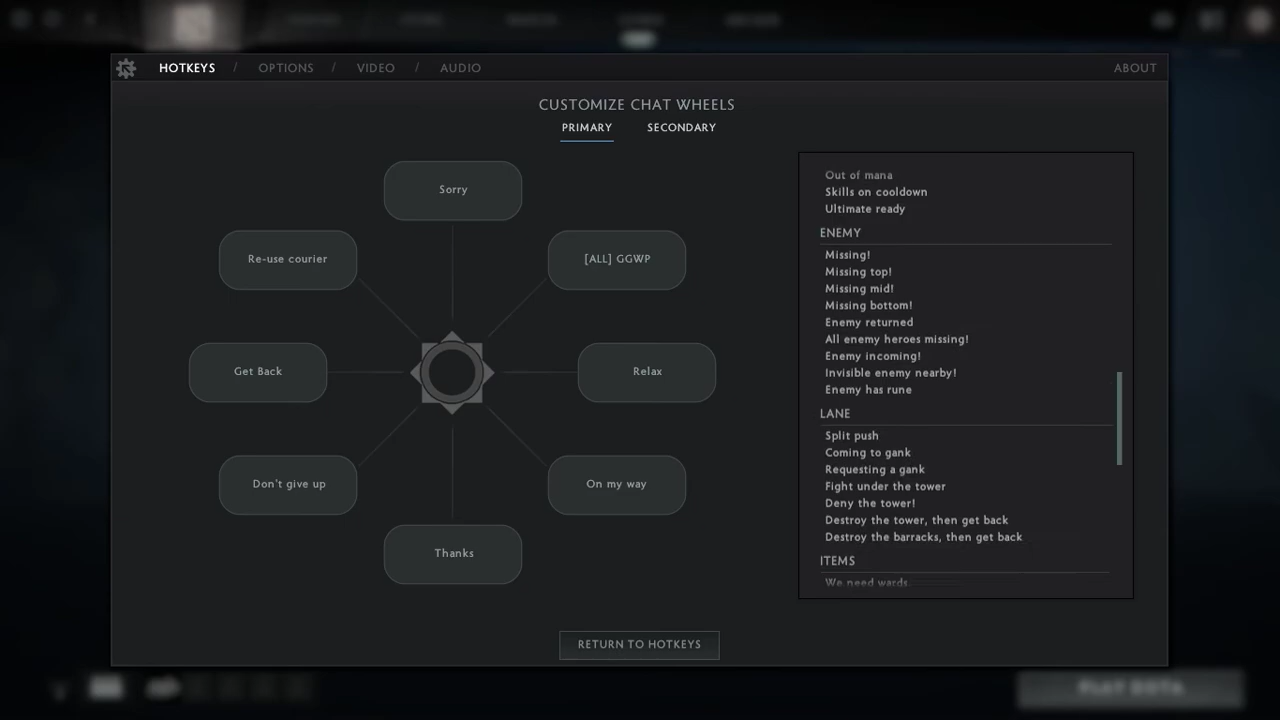 HOTKEYS / OPTIONS / VIDEO / AUDIO
ABOUT
CUSTOMIZE CHAT WHEELS
PRIMARY SECONDARY
Sorry
Re-use courier
[ALL] GGWP
Get Back
Relax
Don't give up
On my way
Thanks
Out of mana
Skills on cooldown
Ultimate ready
ENEMY
Missing!
Missing top!
Missing mid!
Missing bottom!
Enemy returned
All enemy heroes missing!
Enemy incoming!
Invisible enemy nearby!
Enemy has rune
LANE
Split push
Coming to gank
Requesting a gank
Fight under the tower
Deny the tower!
Destroy the tower, then get back
Destroy the barracks, then get back
ITEMS
We need wards.
RETURN TO HOTKEYS
PLAY DOTA